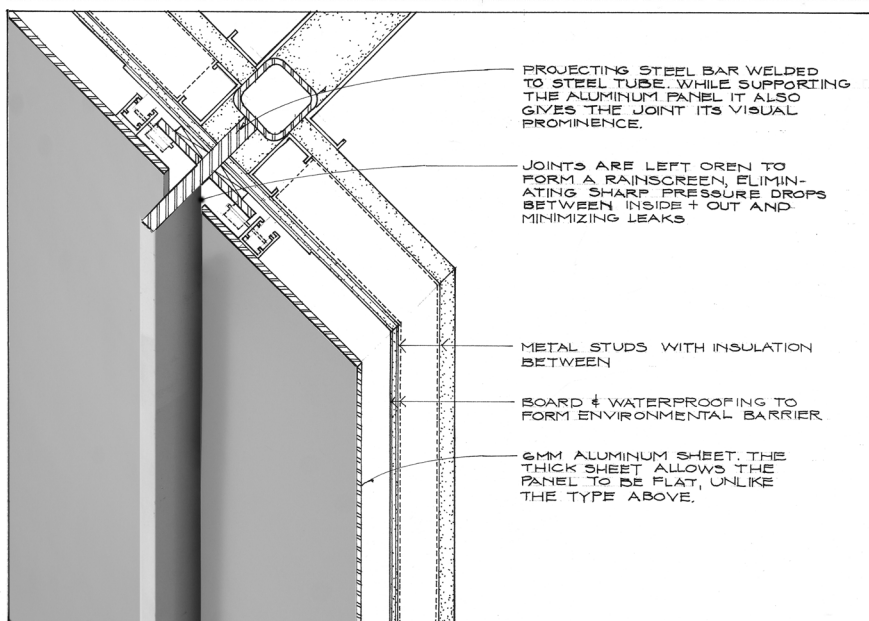 PROJECTING STEEL BAR WELDED
TO STEEL TUBE. WHILE SUPPORTING
THE ALUMINUM PANEL IT ALSO
GIVES THE JOINT ITS VISUAL
PROMINENCE.
JOINTS ARE LEFT OREN TO
FORM A RAINSCREEN, ELIMIN-
ATING SHARP PRESSURE DROPS
BETWEEN INSIDE + OUT AND
MINIMIZING LEAKS
METAL STUDS WITH INSULATION
BETWEEN
BOARD & WATERPROOFING TO
FORM ENVIRONMENTAL BARRIER
6MM ALUMINUM SHEET. THE
THICK SHEET ALLOWS THE
PANEL TO BE FLAT, UNLIKE
THE TYPE ABOVE.